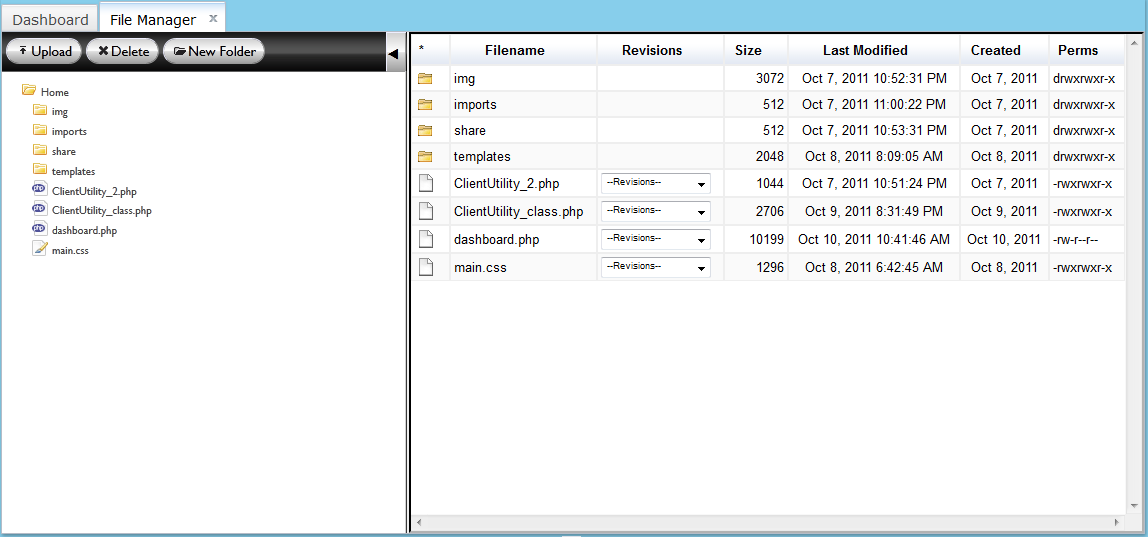 Dashboard File Manager x
Upload Delete New Folder
Home
img
imports
share
templates
ClientUtility_2.php
ClientUtility_class.php
dashboard.php
main.css
* Filename Revisions Size Last Modified Created Perms
img 3072 Oct 7, 2011 10:52:31 PM Oct 7, 2011 drwxrwxr-x
imports 512 Oct 7, 2011 11:00:22 PM Oct 7, 2011 drwxrwxr-x
share 512 Oct 7, 2011 10:53:31 PM Oct 7, 2011 drwxrwxr-x
templates 2048 Oct 8, 2011 8:09:05 AM Oct 8, 2011 drwxrwxr-x
ClientUtility_2.php --Revisions-- 1044 Oct 7, 2011 10:51:24 PM Oct 7, 2011 -rwxrwxr-x
ClientUtility_class.php --Revisions-- 2706 Oct 9, 2011 8:31:49 PM Oct 9, 2011 -rwxrwxr-x
dashboard.php --Revisions-- 10199 Oct 10, 2011 10:41:46 AM Oct 10, 2011 -rw-r--r--
main.css --Revisions-- 1296 Oct 8, 2011 6:42:45 AM Oct 8, 2011 -rwxrwxr-x